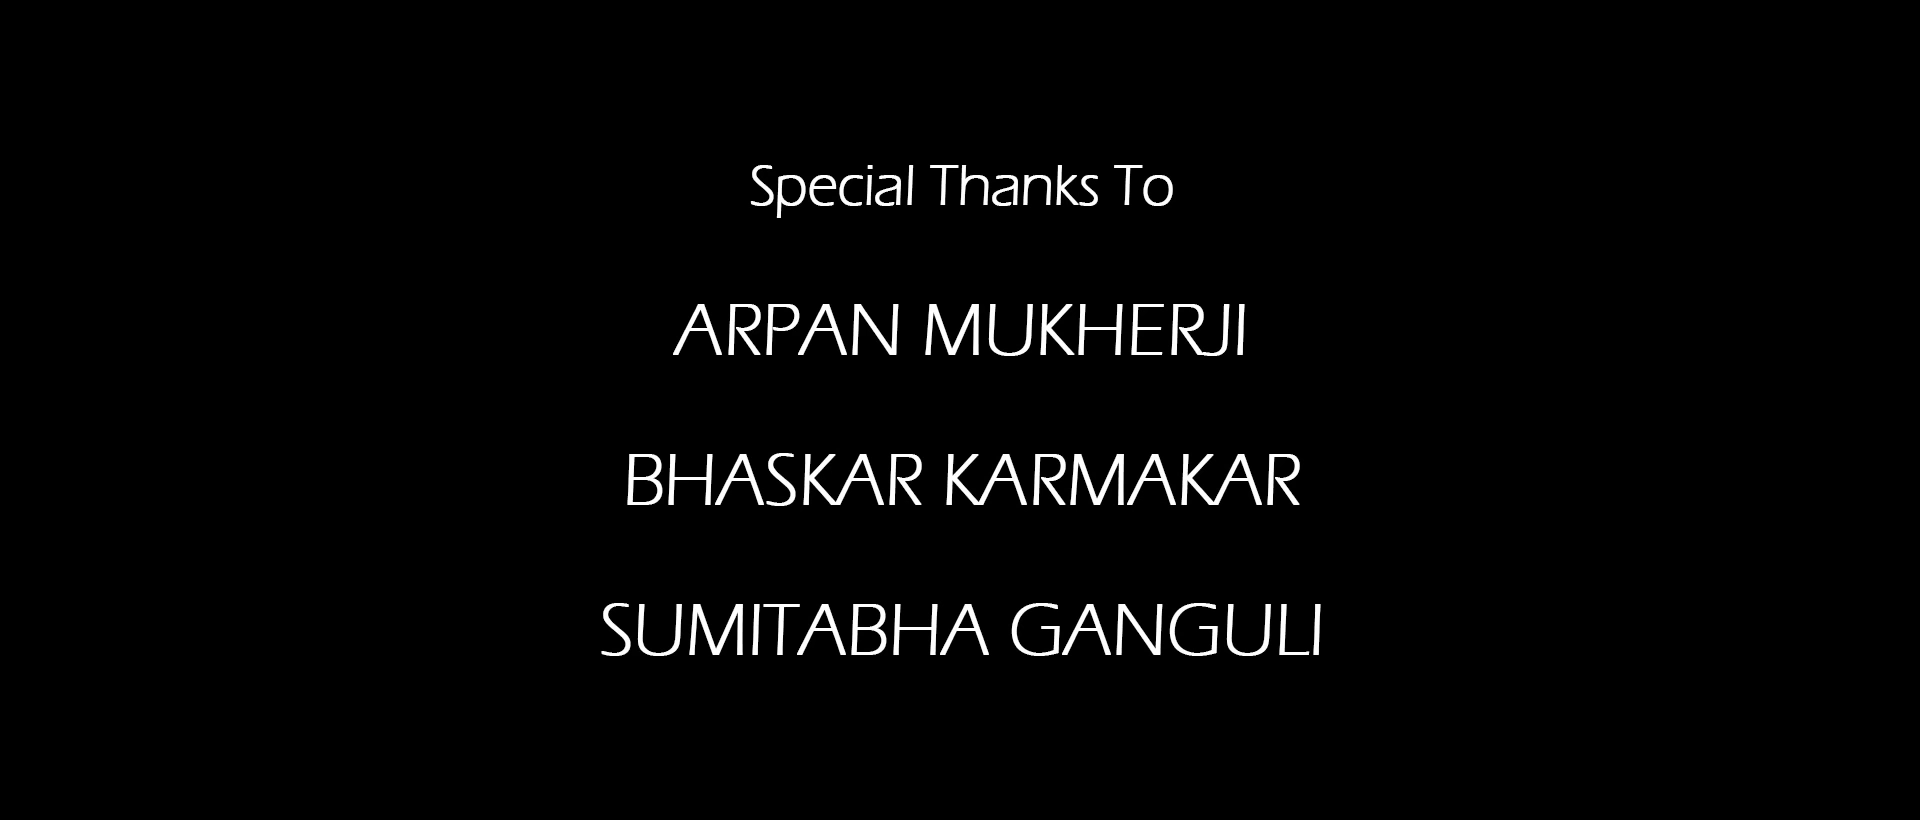 Special Thanks To
ARPAN MUKHERJI
BHASKAR KARMAKAR
SUMITABHA GANGULI